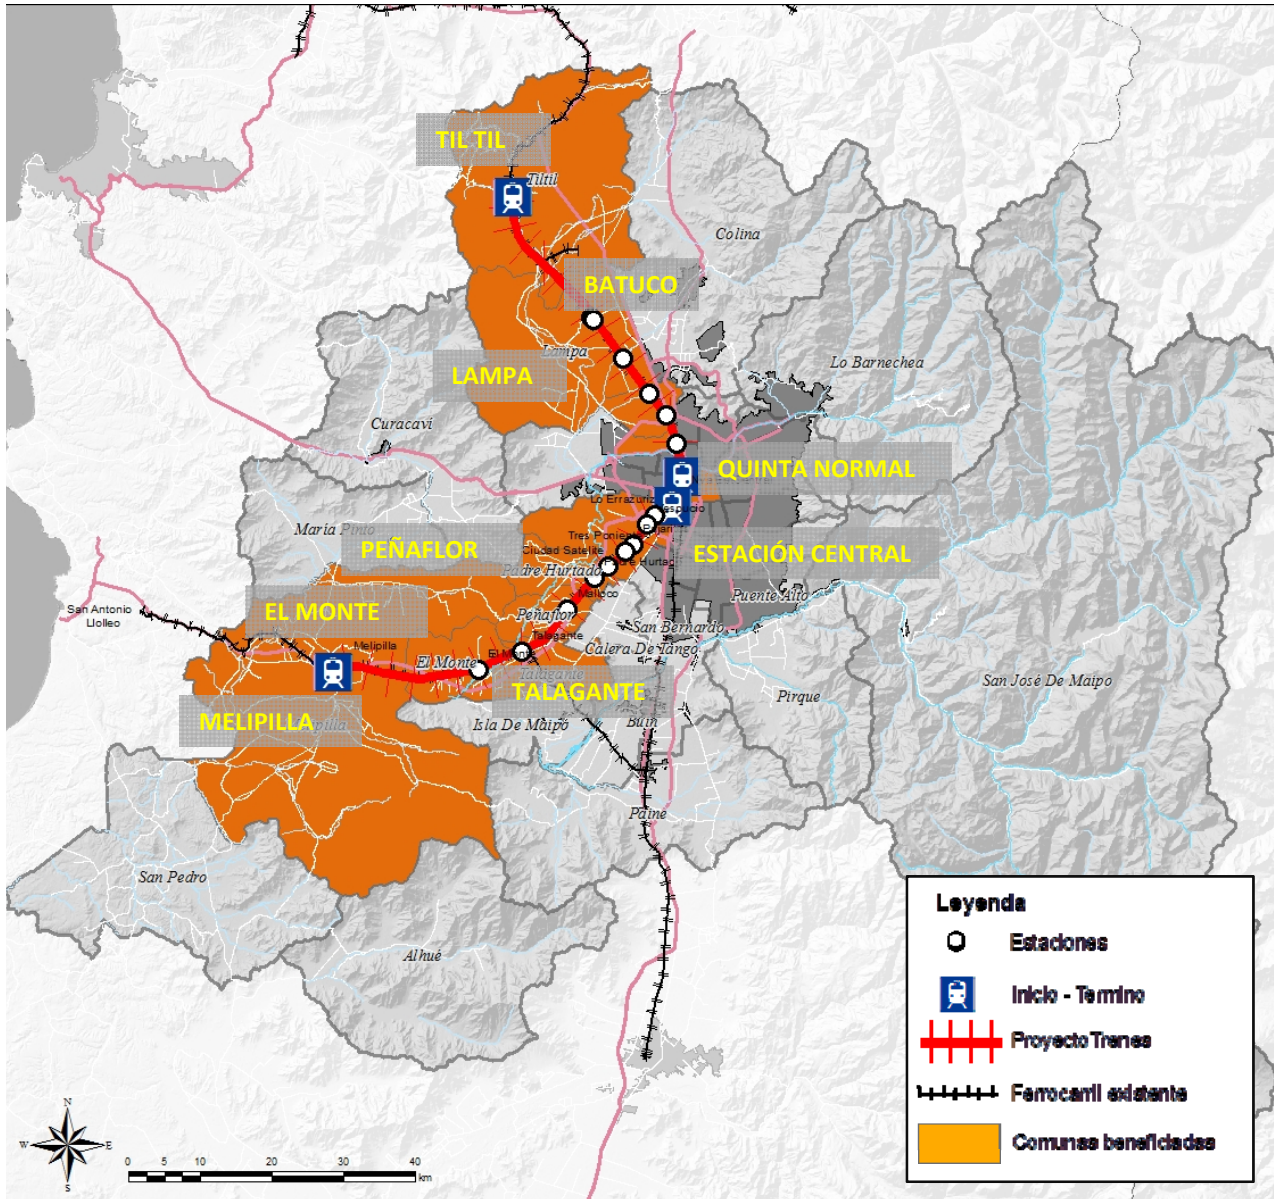 TIL TIL
Tiltil
Colina
BATUCO
Lampa
LAMPA
Lo Barnechea
Curacaví
QUINTA NORMAL
Lo Errazuriz
María Pinto
Tres Poniente
PEÑAFLOR
Ciudad Satelite
ESTACIÓN CENTRAL
Padre Hurtado
Malloco
Puente Alto
EL MONTE
San Antonio
Llolleo
Peñaflor
San Bernardo
Talagante
Melipilla
El Monte
El Monte
Calera De Tango
Talagante
San José De Maipo
Pirque
TALAGANTE
MELIPILLA
Isla De Maipo
Buin
Paine
San Pedro
Alhué
Leyenda
Estaciones
Inicio - Termino
Proyecto Trenes
Ferrocarril existente
Comunas beneficiadas
N
W E
S
0 5 10 20 30 40
km